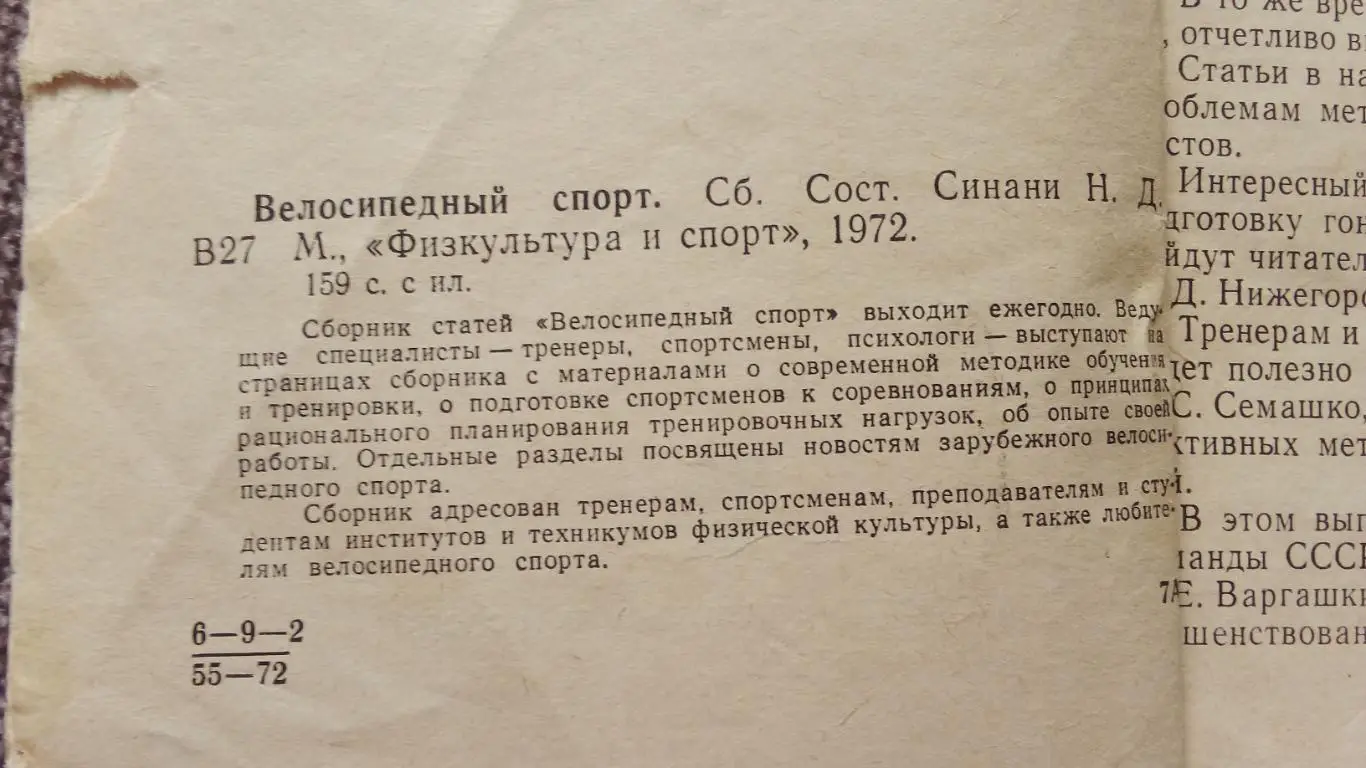 Велосипедный спорт. Сб. Сост. Синани Н. Д.
В27 М., «Физкультура и спорт», 1972.
159 с. с ил.
Сборник статей «Велосипедный спорт» выходит ежегодно. Веду-
щие специалисты — тренеры, спортсмены, психологи — выступают на
страницах сборника с материалами о современной методике обучения
и тренировки, о подготовке спортсменов к соревнованиям, о принципах
рационального планирования тренировочных нагрузок, об опыте своей
работы. Отдельные разделы посвящены новостям зарубежного велоси-
педного спорта.
Сборник адресован тренерам, спортсменам, преподавателям и сту-
дентам институтов и техникумов физической культуры, а также любите-
лям велосипедного спорта.
6—9—2
55—72
В то же вре
, отчетливо в
Статьи в на
облемам мет
стов.
Интересный
дготовку гон
йдут читател
Д. Нижегоро
Тренерам и
ет полезно
С. Семашко,
ктивных мет
В этом вып
анды СССР
Е. Варгашки
шенствован